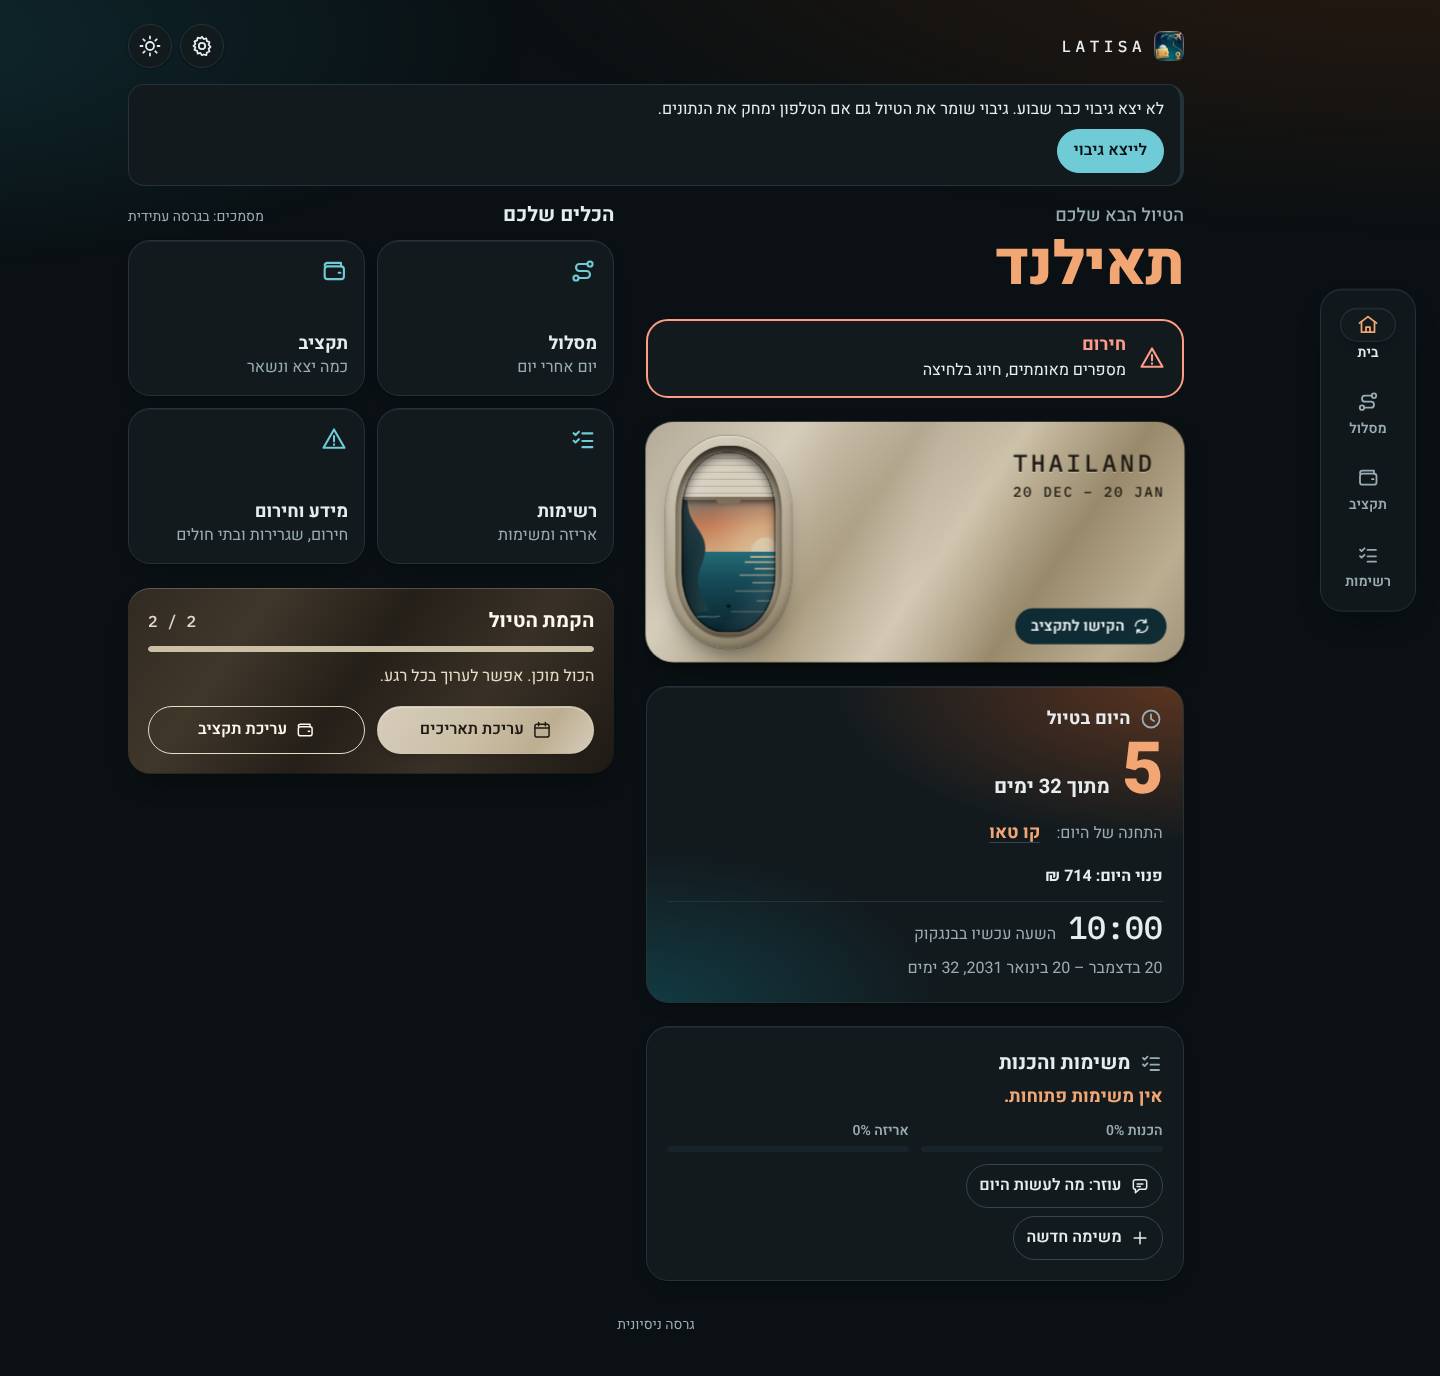 LATISA
לא יצא גיבוי כבר שבוע. גיבוי שומר את הטיול גם אם הטלפון ימחק את הנתונים.
לייצא גיבוי
הטיול הבא שלכם
תאילנד
חירום
מספרים מאומתים, חיוג בלחיצה
THAILAND
20 DEC – 20 JAN
הקישו לתקציב
היום בטיול
5 מתוך 32 ימים
התחנה של היום: קו טאו
פנוי היום: 714 ₪
10:00 השעה עכשיו בבנגקוק
20 בדצמבר – 20 בינואר 2031, 32 ימים
משימות והכנות
אין משימות פתוחות.
הכנות 0%
אריזה 0%
עוזר: מה לעשות היום
משימה חדשה
הכלים שלכם
מסמכים: בגרסה עתידית
מסלול
יום אחרי יום
תקציב
כמה יצא ונשאר
רשימות
אריזה ומשימות
מידע וחירום
חירום, שגרירות ובתי חולים
הקמת הטיול
2 / 2
הכול מוכן. אפשר לערוך בכל רגע.
עריכת תאריכים
עריכת תקציב
בית
מסלול
תקציב
רשימות
גרסה ניסיונית